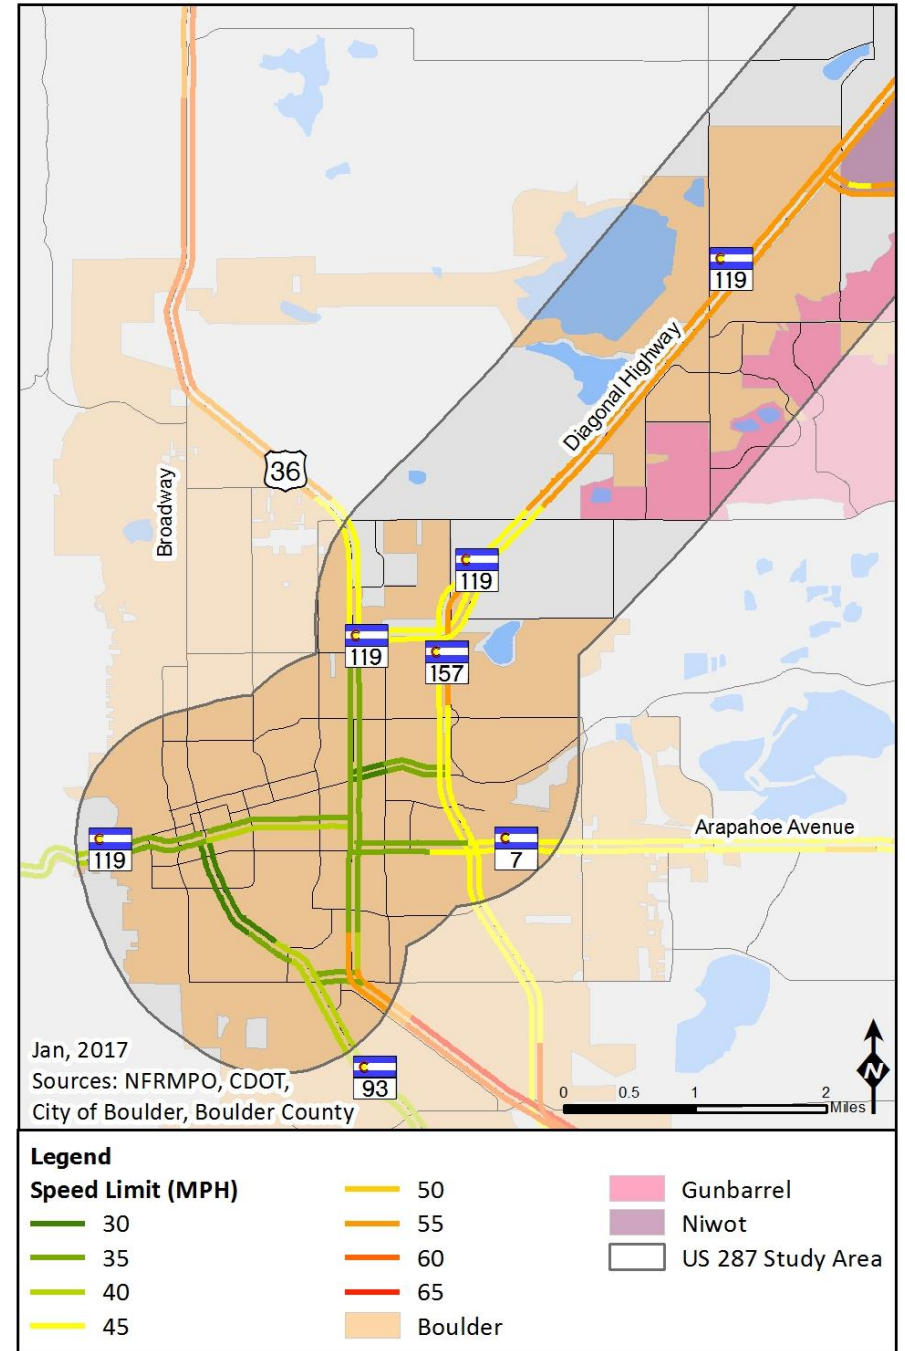 119
Diagonal Highway
36
Broadway
119
119
157
Arapahoe Avenue
119
7
Jan, 2017
Sources: NFRMPO, CDOT,
City of Boulder, Boulder County
93
N
0 0.5 1 2
Miles
Legend
Speed Limit (MPH)
30
35
40
45
50
55
60
65
Boulder
Gunbarrel
Niwot
US 287 Study Area